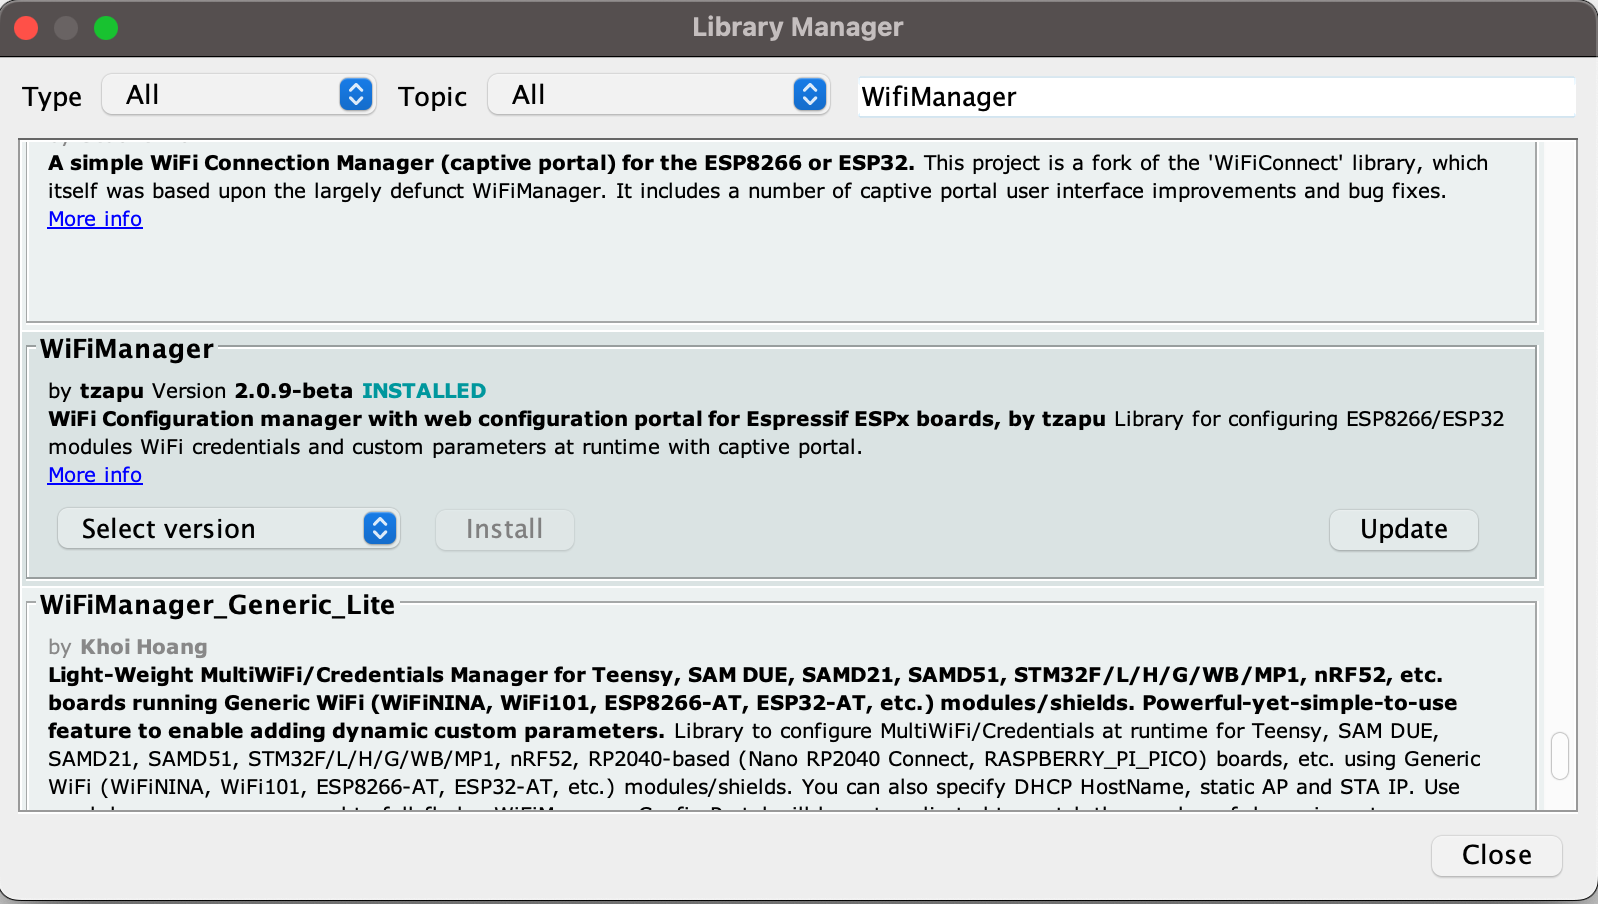 Library Manager
Type All Topic All WifiManager
A simple WiFi Connection Manager (captive portal) for the ESP8266 or ESP32. This project is a fork of the 'WiFiConnect' library, which
itself was based upon the largely defunct WiFiManager. It includes a number of captive portal user interface improvements and bug fixes.
More info
WiFiManager
by tzapu Version 2.0.9-beta INSTALLED
WiFi Configuration manager with web configuration portal for Espressif ESPx boards, by tzapu Library for configuring ESP8266/ESP32
modules WiFi credentials and custom parameters at runtime with captive portal.
More info
Select version Install Update
WiFiManager_Generic_Lite
by Khoi Hoang
Light-Weight MultiWiFi/Credentials Manager for Teensy, SAM DUE, SAMD21, SAMD51, STM32F/L/H/G/WB/MP1, nRF52, etc.
boards running Generic WiFi (WiFiNINA, WiFi101, ESP8266-AT, ESP32-AT, etc.) modules/shields. Powerful-yet-simple-to-use
feature to enable adding dynamic custom parameters. Library to configure MultiWiFi/Credentials at runtime for Teensy, SAM DUE,
SAMD21, SAMD51, STM32F/L/H/G/WB/MP1, nRF52, RP2040-based (Nano RP2040 Connect, RASPBERRY_PI_PICO) boards, etc. using Generic
WiFi (WiFiNINA, WiFi101, ESP8266-AT, ESP32-AT, etc.) modules/shields. You can also specify DHCP HostName, static AP and STA IP. Use
Close